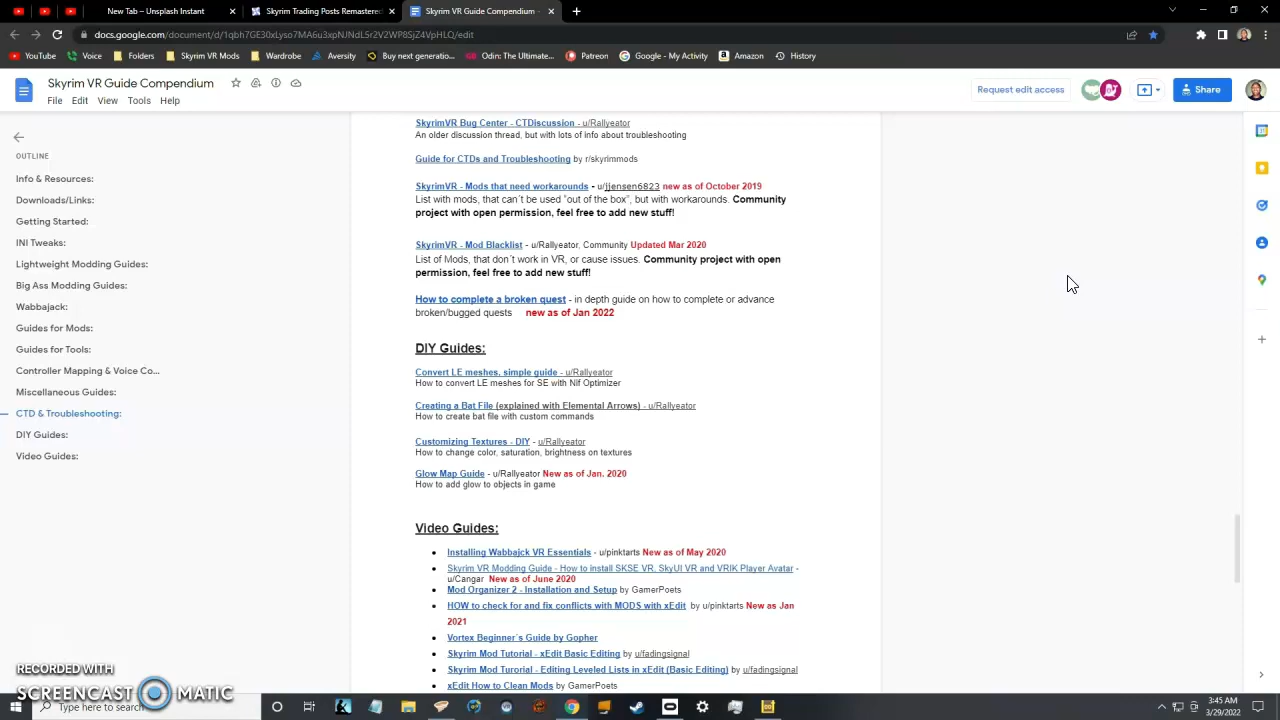 New Tab – Unsplash Instant
Skyrim Trading Posts Remastered
Skyrim VR Guide Compendium -
docs.google.com/document/d/1qph7GE30xLyso7MA6u3xpNJNdL5r2V2WP8SjZ4VpHLQ/edit
YouTube
Voice
Folders
Skyrim Mods
Wardrobe
Aversity
Buy next generatio...
Odin: The Ultimate...
Patreon
Google My Activity
Amazon
History
Skyrim VR Guide Compendium
File Edit View Tools Help
Request edit access
Share
OUTLINE
Info & Resources:
Downloads/Links:
Getting Started:
INI Tweaks:
Lightweight Modding Guides:
Big Ass Modding Guides:
Wabbajack:
Guides for Mods:
Guides for Tools:
Controller Mapping & Voice Co...
Miscellaneous Guides:
CTD & Troubleshooting:
DIY Guides:
Video Guides:
SkyrimVR Bug Center - CTDiscussion - u/Rallyeator
An older discussion thread, but with lots of info about troubleshooting
Guide for CTDs and Troubleshooting by r/skyrimmods
SkyrimVR - Mods that need workarounds - u/jjensen6823 new as of October 2019
List with mods, that can´t be used "out of the box", but with workarounds. Community
project with open permission, feel free to add new stuff!
SkyrimVR - Mod Blacklist - u/Rallyeator, Community Updated Mar 2020
List of Mods, that don´t work in VR, or cause issues. Community project with open
permission, feel free to add new stuff!
How to complete a broken quest - in depth guide on how to complete or advance
broken/bugged quests new as of Jan 2022
DIY Guides:
Convert LE meshes, simple guide - u/Rallyeator
How to convert LE meshes for SE with Nif Optimizer
Creating a Bat File (explained with Elemental Arrows) - u/Rallyeator
How to create bat file with custom commands
Customizing Textures - DIY - u/Rallyeator
How to change color, saturation, brightness on textures
Glow Map Guide - u/Rallyeator New as of Jan. 2020
How to add glow to objects in game
Video Guides:
● Installing Wabbajck VR Essentials - u/pinktarts New as of May 2020
● Skyrim VR Modding Guide - How to install SKSE VR, SkyUI VR and VRIK Player Avatar -
u/Cangar New as of June 2020
● Mod Organizer 2 - Installation and Setup by GamerPoets
● HOW to check for and fix conflicts with MODS with xEdit by u/pinktarts New as Jan
2021
● Vortex Beginner´s Guide by Gopher
● Skyrim Mod Tutorial - xEdit Basic Editing by u/fadingsignal
● Skyrim Mod Turorial - Editing Leveled Lists in xEdit (Basic Editing) by u/fadingsignal
● xEdit How to Clean Mods by GamerPoets
RECORDED WITH
SCREENCAST MATIC
Type here to search
3:45 AM
3/29/2022